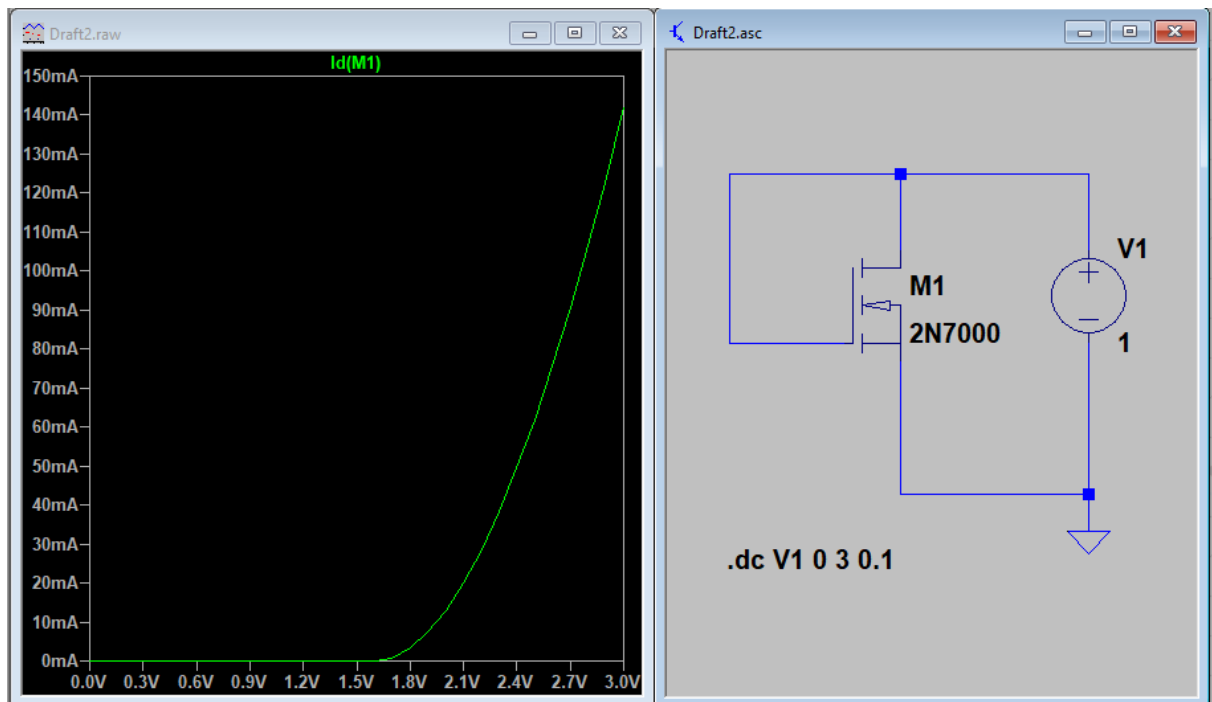 Draft2.raw
Id(M1)
150mA
140mA
130mA
120mA
110mA
100mA
90mA
80mA
70mA
60mA
50mA
40mA
30mA
20mA
10mA
0mA
0.0V 0.3V 0.6V 0.9V 1.2V 1.5V 1.8V 2.1V 2.4V 2.7V 3.0V
Draft2.asc
V1
M1
2N7000
1
.dc V1 0 3 0.1